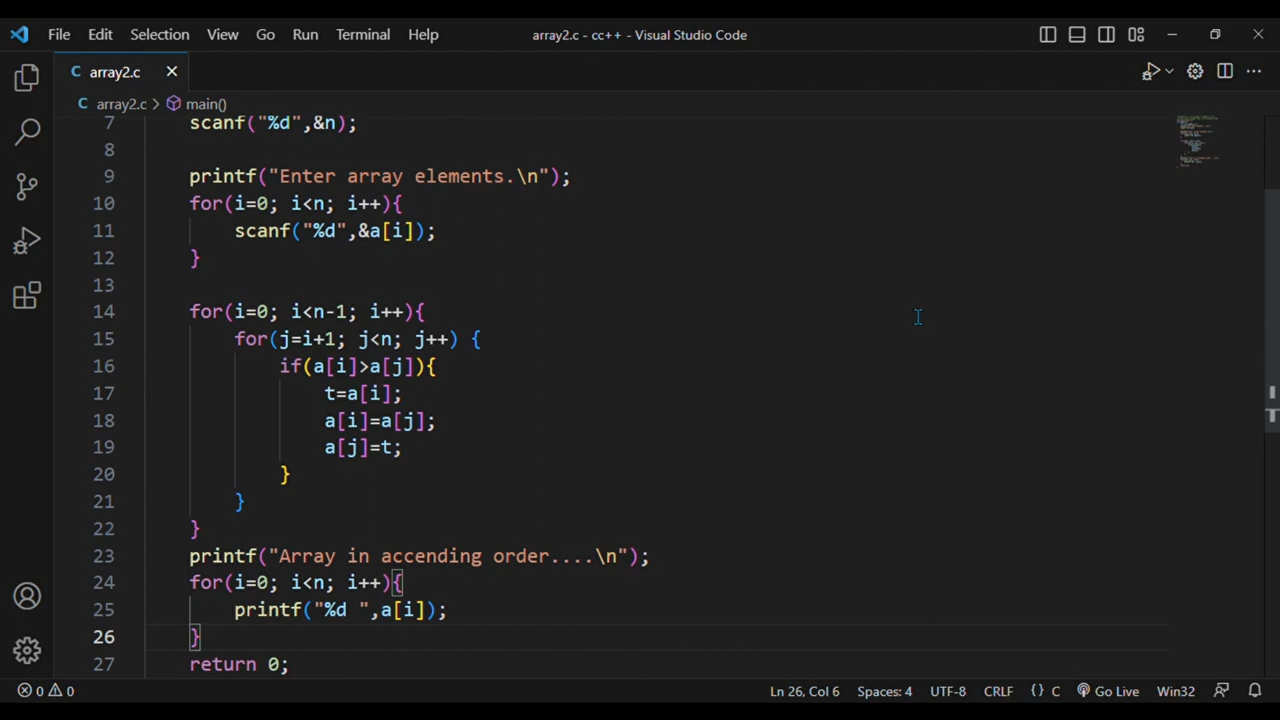 File Edit Selection View Go Run Terminal Help array2.c - cc++ - Visual Studio Code
C array2.c
C array2.c > main()
7 scanf("%d",&n);
8
9 printf("Enter array elements.\n");
10 for(i=0; i<n; i++){
11 scanf("%d",&a[i]);
12 }
13
14 for(i=0; i<n-1; i++){
15 for(j=i+1; j<n; j++) {
16 if(a[i]>a[j]){
17 t=a[i];
18 a[i]=a[j];
19 a[j]=t;
20 }
21 }
22 }
23 printf("Array in accending order....\n");
24 for(i=0; i<n; i++){
25 printf("%d ",a[i]);
26 }
27 return 0;
0 0 Ln 26, Col 6 Spaces: 4 UTF-8 CRLF {} C Go Live Win32